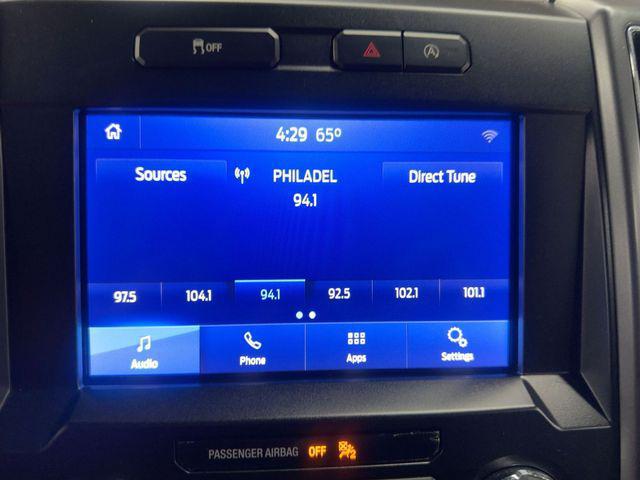 OFF
A
4:29 65°
Sources PHILADEL Direct Tune
94.1
97.5 104.1 94.1 92.5 102.1 101.1
Audio Phone Apps Settings
PASSENGER AIRBAG OFF 2